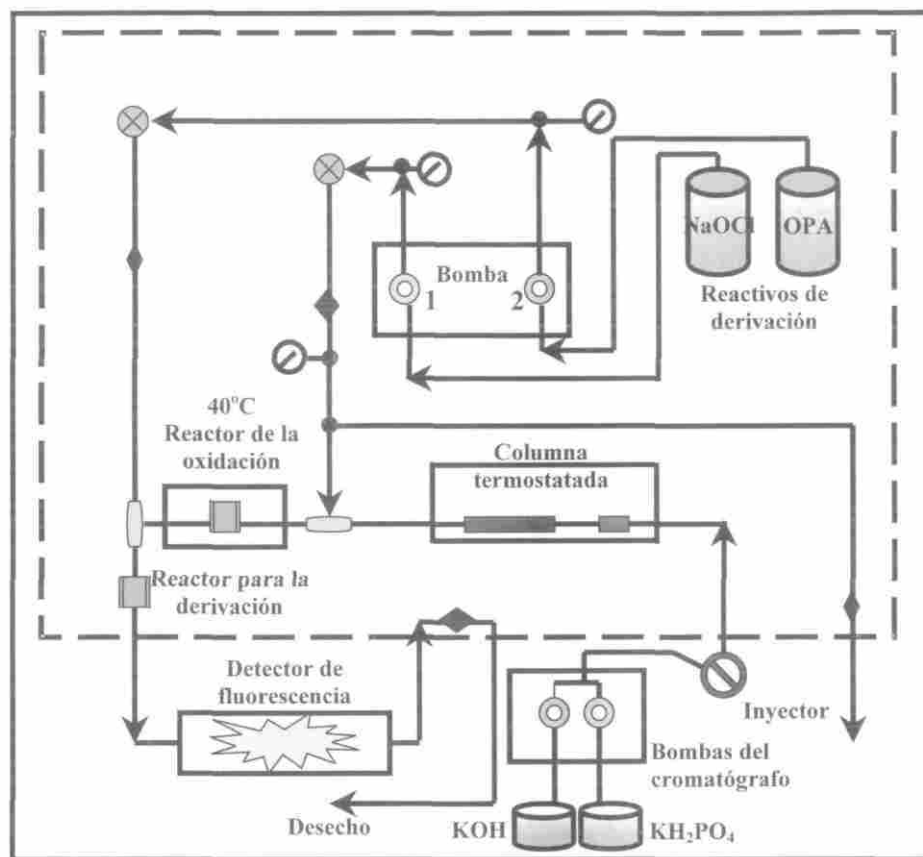 NaOCl
OPA
Reactivos de
derivación
Bomba
1
2
40°C
Reactor de la
oxidación
Columna
termostatada
Reactor para la
derivación
Detector de
fluorescencia
Inyector
Bombas del
cromatógrafo
Desecho
KOH
KH₂PO₄